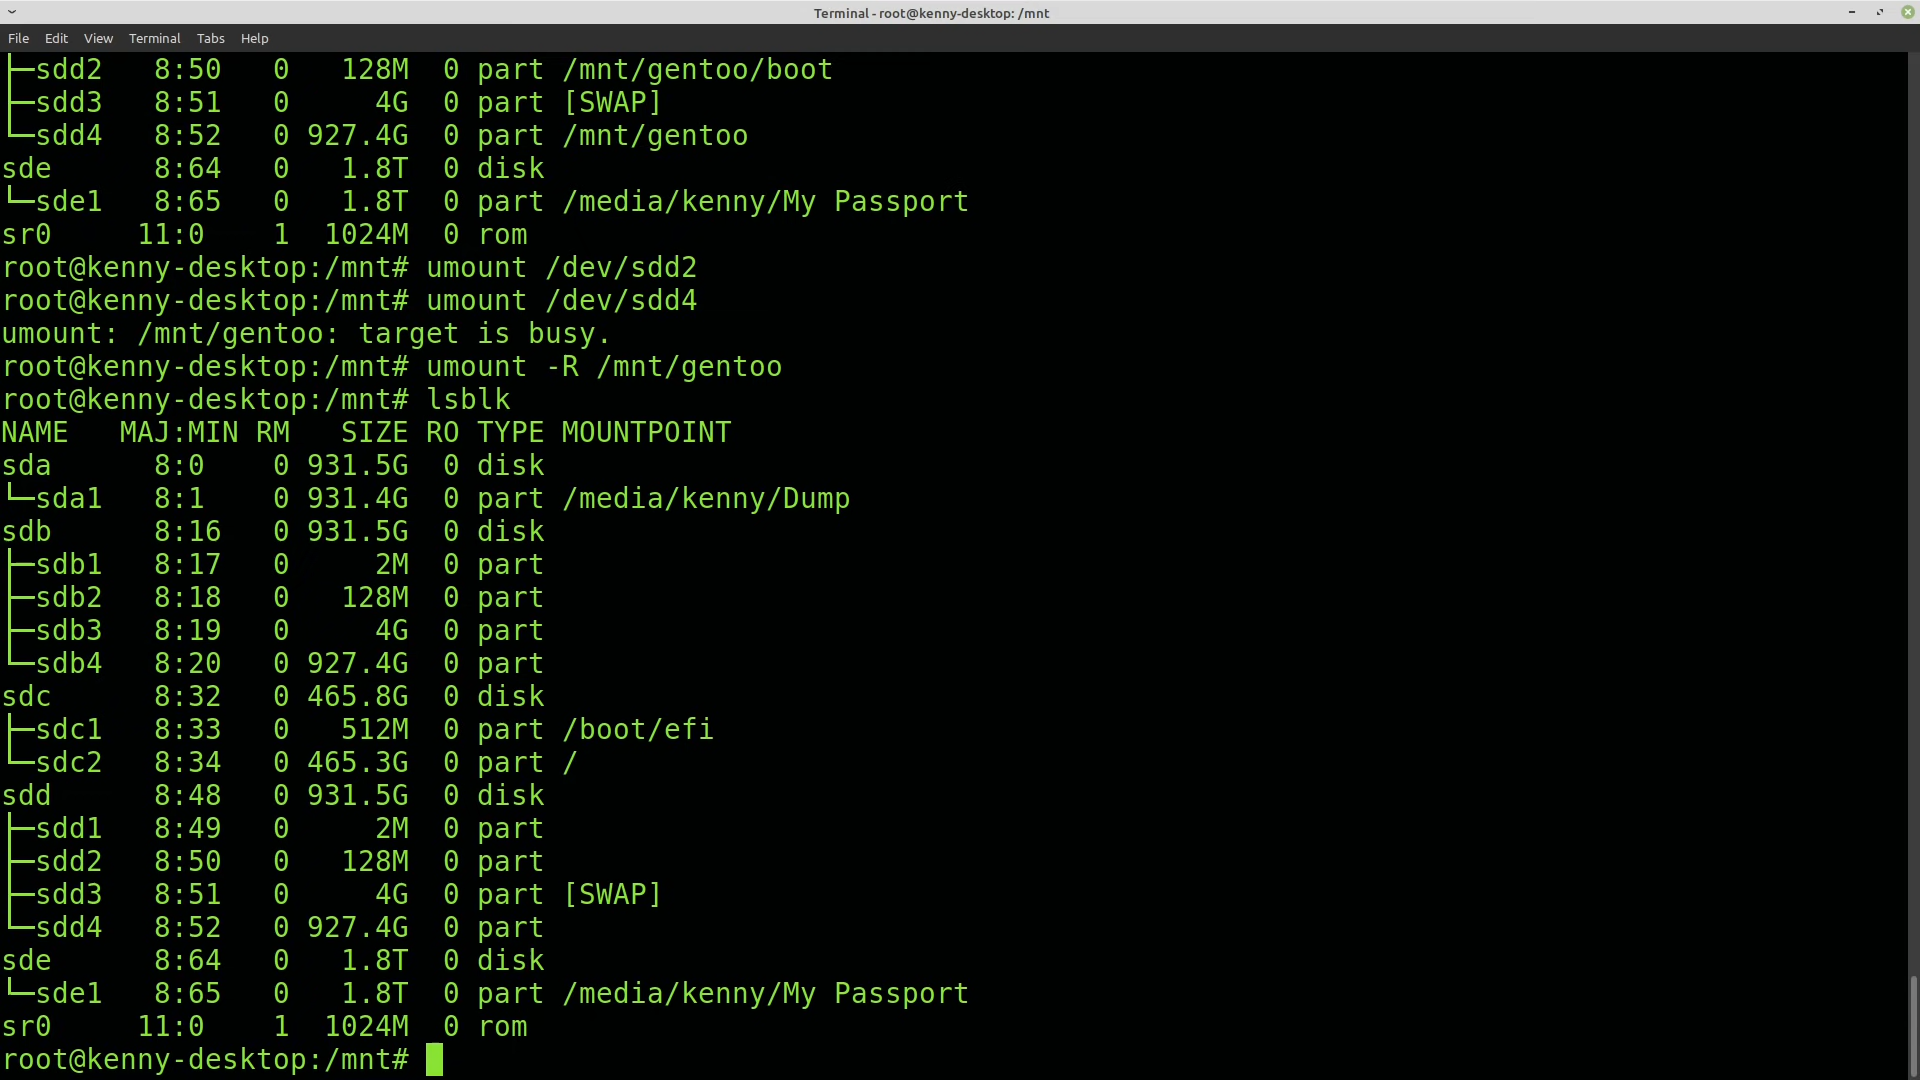 Terminal - root@kenny-desktop: /mnt
File Edit View Terminal Tabs Help
├─sdd2   8:50   0   128M  0 part /mnt/gentoo/boot
├─sdd3   8:51   0     4G  0 part [SWAP]
└─sdd4   8:52   0 927.4G  0 part /mnt/gentoo
sde      8:64   0   1.8T  0 disk
└─sde1   8:65   0   1.8T  0 part /media/kenny/My Passport
sr0     11:0    1  1024M  0 rom
root@kenny-desktop:/mnt# umount /dev/sdd2
root@kenny-desktop:/mnt# umount /dev/sdd4
umount: /mnt/gentoo: target is busy.
root@kenny-desktop:/mnt# umount -R /mnt/gentoo
root@kenny-desktop:/mnt# lsblk
NAME   MAJ:MIN RM   SIZE RO TYPE MOUNTPOINT
sda      8:0    0 931.5G  0 disk
└─sda1   8:1    0 931.4G  0 part /media/kenny/Dump
sdb      8:16   0 931.5G  0 disk
├─sdb1   8:17   0     2M  0 part
├─sdb2   8:18   0   128M  0 part
├─sdb3   8:19   0     4G  0 part
└─sdb4   8:20   0 927.4G  0 part
sdc      8:32   0 465.8G  0 disk
├─sdc1   8:33   0   512M  0 part /boot/efi
└─sdc2   8:34   0 465.3G  0 part /
sdd      8:48   0 931.5G  0 disk
├─sdd1   8:49   0     2M  0 part
├─sdd2   8:50   0   128M  0 part
├─sdd3   8:51   0     4G  0 part [SWAP]
└─sdd4   8:52   0 927.4G  0 part
sde      8:64   0   1.8T  0 disk
└─sde1   8:65   0   1.8T  0 part /media/kenny/My Passport
sr0     11:0    1  1024M  0 rom
root@kenny-desktop:/mnt#